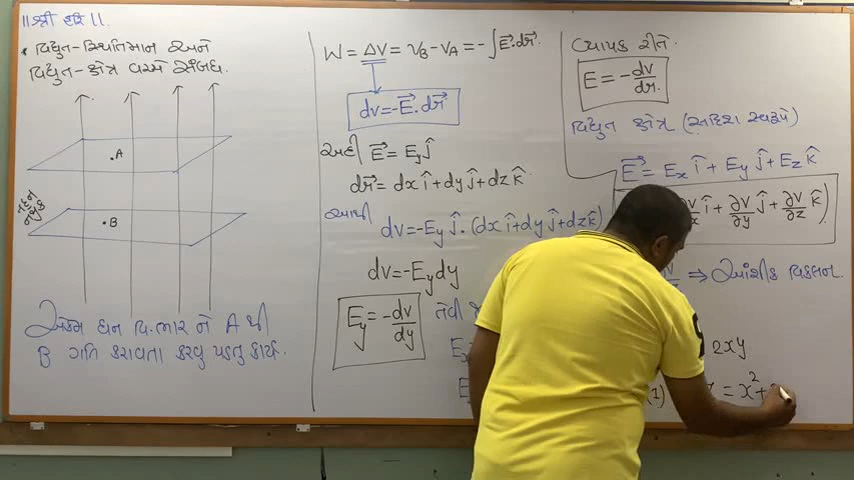 ॥ શ્રી હરિ ॥
* વિદ્યુત-સ્થિતિમાન અને
વિદ્યુત-ક્ષેત્ર વચ્ચે સંબંધ.
A
B
એકમ ધન વિ.ભાર ને A થી
B ગતિ કરાવતા કરવું પડતુ કાર્ય.
W = ΔV = V_B - V_A = -∫E⃗.dr⃗.
dv = -E⃗.dr⃗
અહી E⃗ = E_y ĵ
dr⃗ = dx î + dy ĵ + dz k̂
આથી dv = -E_y ĵ . (dx î + dy ĵ + dz k̂)
dv = -E_y dy
E_y = -dv/dy
તેવી
વ્યાપક રીતે.
E = -dv/dr.
વિદ્યુત ક્ષેત્ર (સદિશ સ્વરૂપે)
E⃗ = E_x î + E_y ĵ + E_z k̂
î + ∂V/∂y ĵ + ∂V/∂z k̂)
⇒ આંશીક વિકલન.
2xy
(1)
= x² +